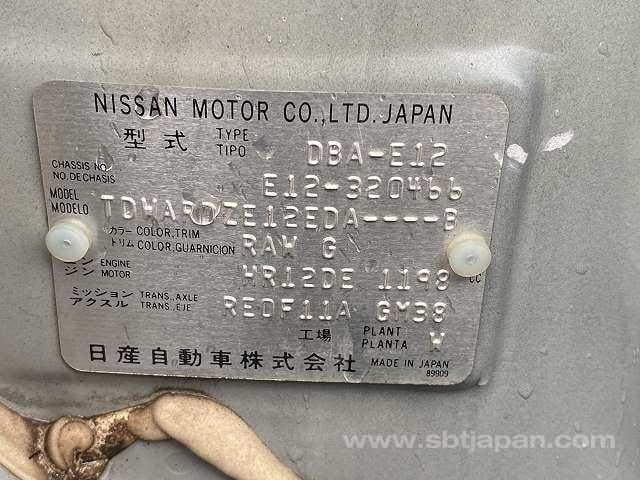 NISSAN MOTOR CO.,LTD.JAPAN
型式 TYPE TIPO DBA-E12
CHASSIS NO. NO.DE CHASIS E12-320466
MODEL MODELO TDWARDZE12EDA----B
カラー トリム COLOR,TRIM COLOR,GUARNICION RAW G
ジン ENGINE MOTOR HR12DE 1198 CC
ミッション アクスル TRANS.,AXLE TRANS.,EJE RE0F11A GM38
工場 PLANT PLANTA W
日産自動車株式会社 MADE IN JAPAN
89909
www.sbtjapan.com